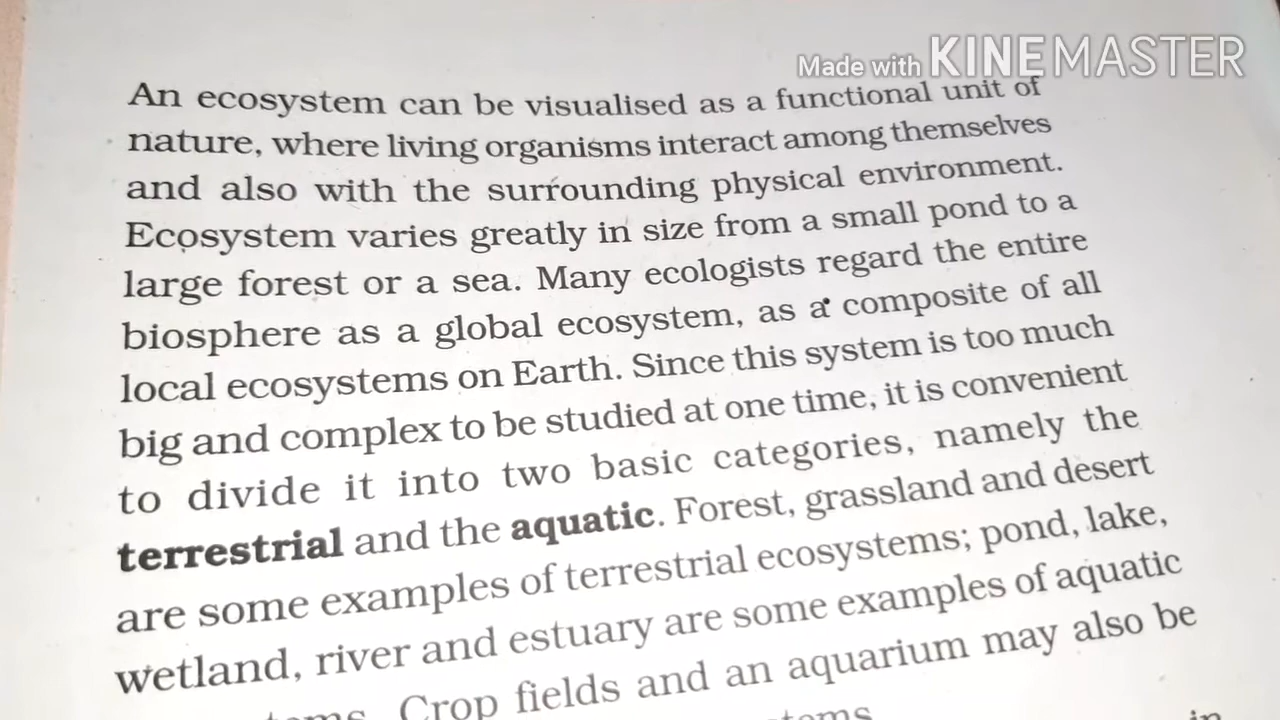 Made with KINEMASTER
An ecosystem can be visualised as a functional unit of
nature, where living organisms interact among themselves
and also with the surrounding physical environment.
Ecosystem varies greatly in size from a small pond to a
large forest or a sea. Many ecologists regard the entire
biosphere as a global ecosystem, as a composite of all
local ecosystems on Earth. Since this system is too much
big and complex to be studied at one time, it is convenient
to divide it into two basic categories, namely the
terrestrial and the aquatic. Forest, grassland and desert
are some examples of terrestrial ecosystems; pond, lake,
wetland, river and estuary are some examples of aquatic
Crop fields and an aquarium may also be
in